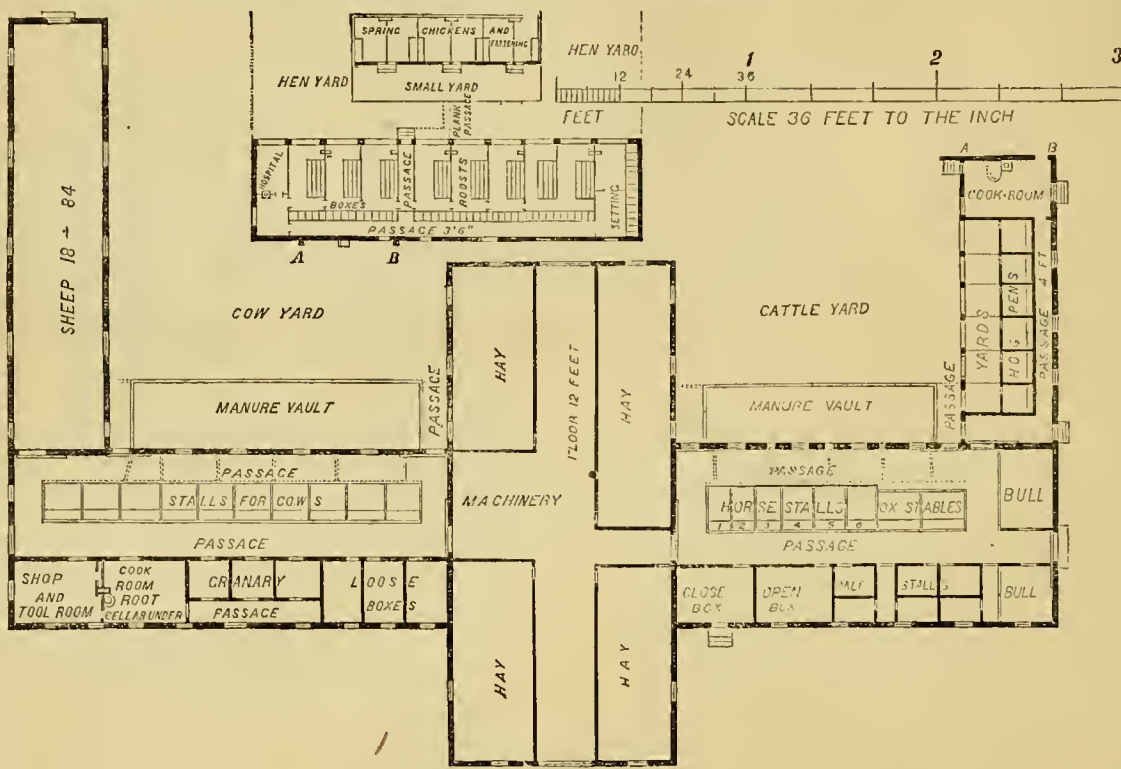 SPRING CHICKENS AND FATTENING
HEN YARD
HEN YARD
SMALL YARD
PLANK PASSAGE
1 2 3
12 24 36
FEET
SCALE 36 FEET TO THE INCH
HOSPITAL
BOXES
PASSAGE
ROOSTS
SETTING
PASSAGE 3'6"
A B
A B
COOK-ROOM
YARDS
HOG PENS
PASSAGE 4 FT
SHEEP 18 + 84
COW YARD
CATTLE YARD
HAY
FLOOR 12 FEET
HAY
PASSAGE
PASSAGE
MANURE VAULT
MANURE VAULT
PASSAGE
STALLS FOR COWS
PASSAGE
MACHINERY
PASSAGE
HORSE STALLS OX STABLES
1 2 3 4 5 6
PASSAGE
BULL
SHOP
AND
TOOL ROOM
COOK
ROOM
ROOT
CELLAR UNDER
GRANARY
PASSAGE
LOOSE
BOXES
CLOSE
BOX
OPEN
BOX
STALLS
BULL
HAY
HAY